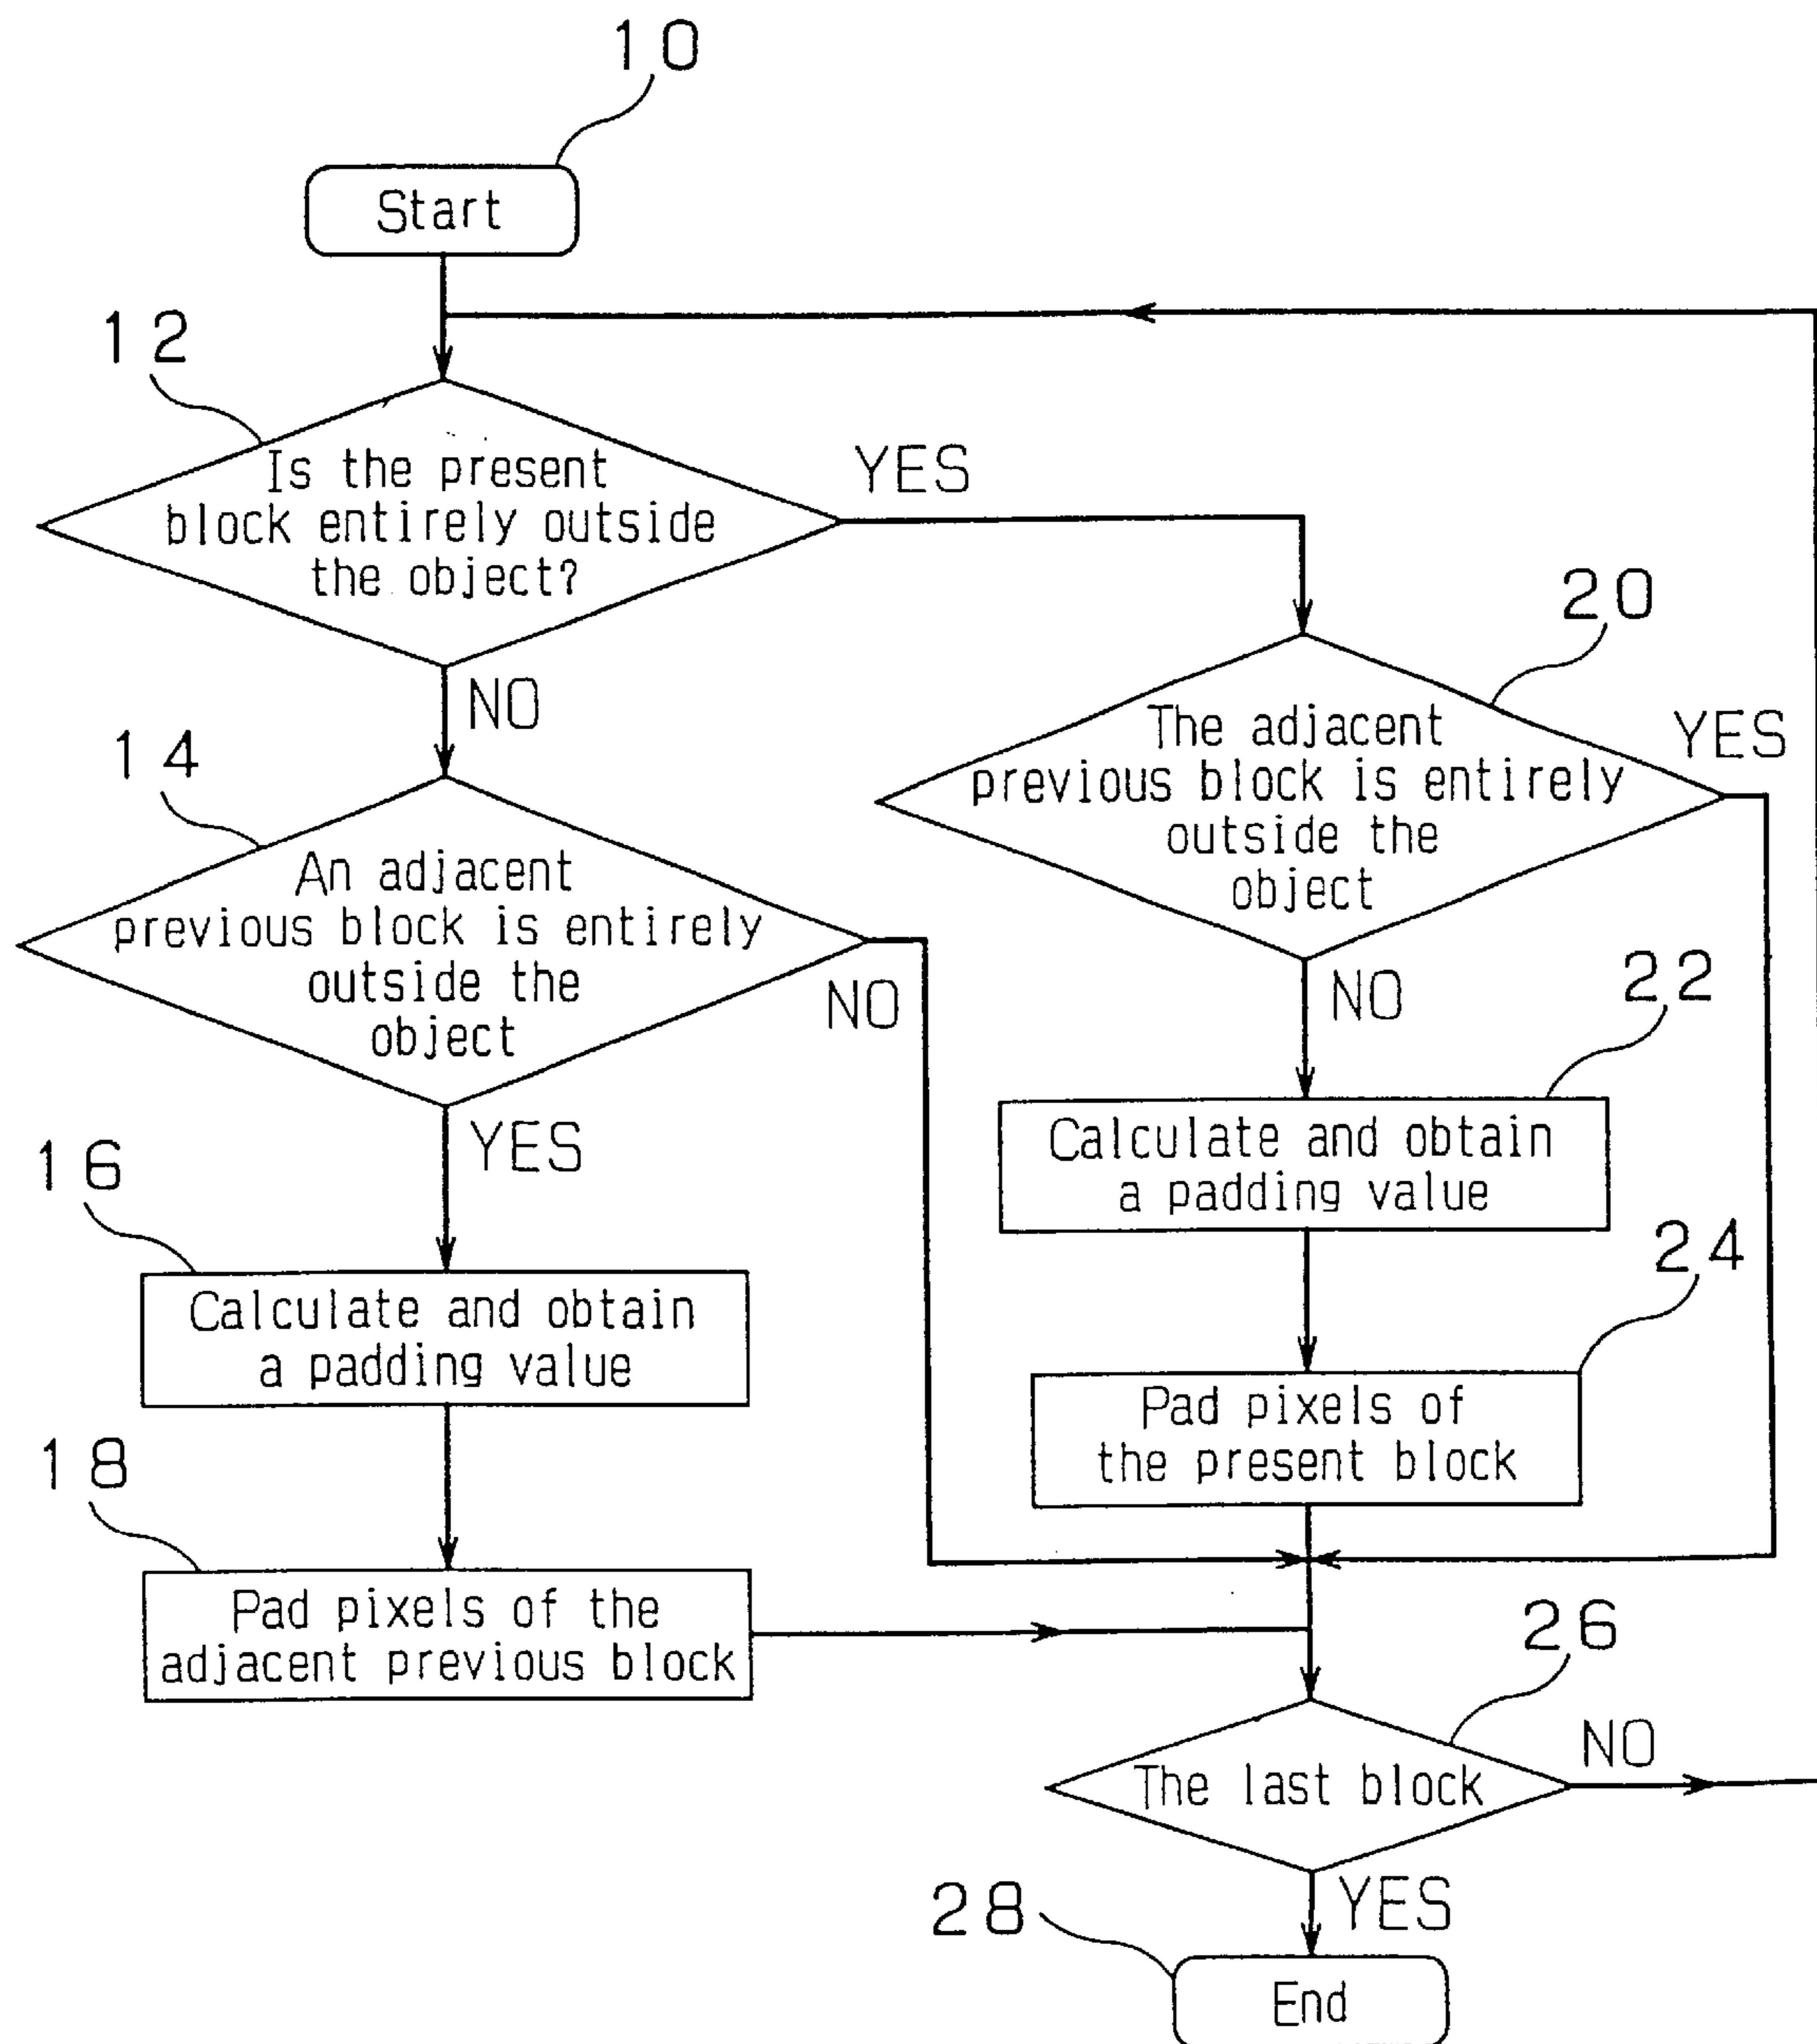 10
Start
12
Is the present
block entirely outside
the object?
YES
NO
20
The adjacent
previous block is entirely
outside the
object
YES
NO
14
An adjacent
previous block is entirely
outside the
object
NO
YES
22
Calculate and obtain
a padding value
16
Calculate and obtain
a padding value
24
Pad pixels of
the present block
18
Pad pixels of the
adjacent previous block
26
The last block
NO
YES
28
End